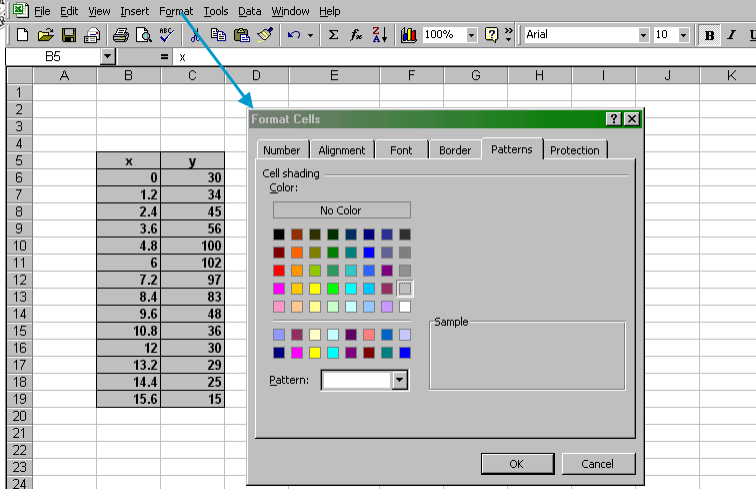 File Edit View Insert Format Tools Data Window Help
100% » Arial 10 B I U
B5 = x
A B C D E F G H I J K
1
2
Format Cells ? X
3
4
Number Alignment Font Border Patterns Protection
5 x y
Cell shading
6 0 30
Color:
7 1.2 34
No Color
8 2.4 45
9 3.6 56
10 4.8 100
11 6 102
12 7.2 97
13 8.4 83
14 9.6 48
Sample
15 10.8 36
16 12 30
17 13.2 29
Pattern:
18 14.4 25
19 15.6 15
20
21
22
23
OK Cancel
24